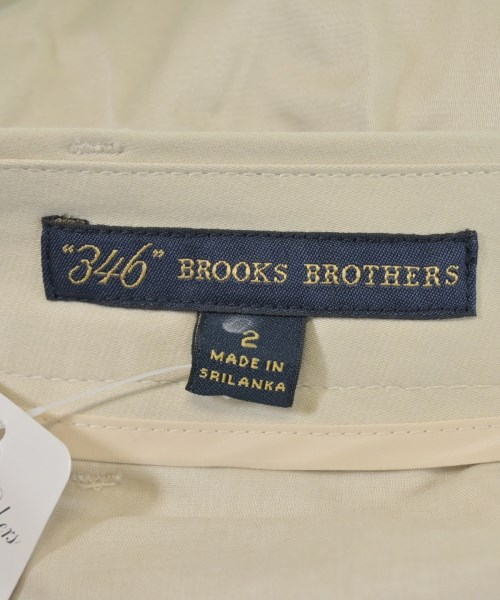 "346" BROOKS BROTHERS
2
MADE IN
SRILANKA